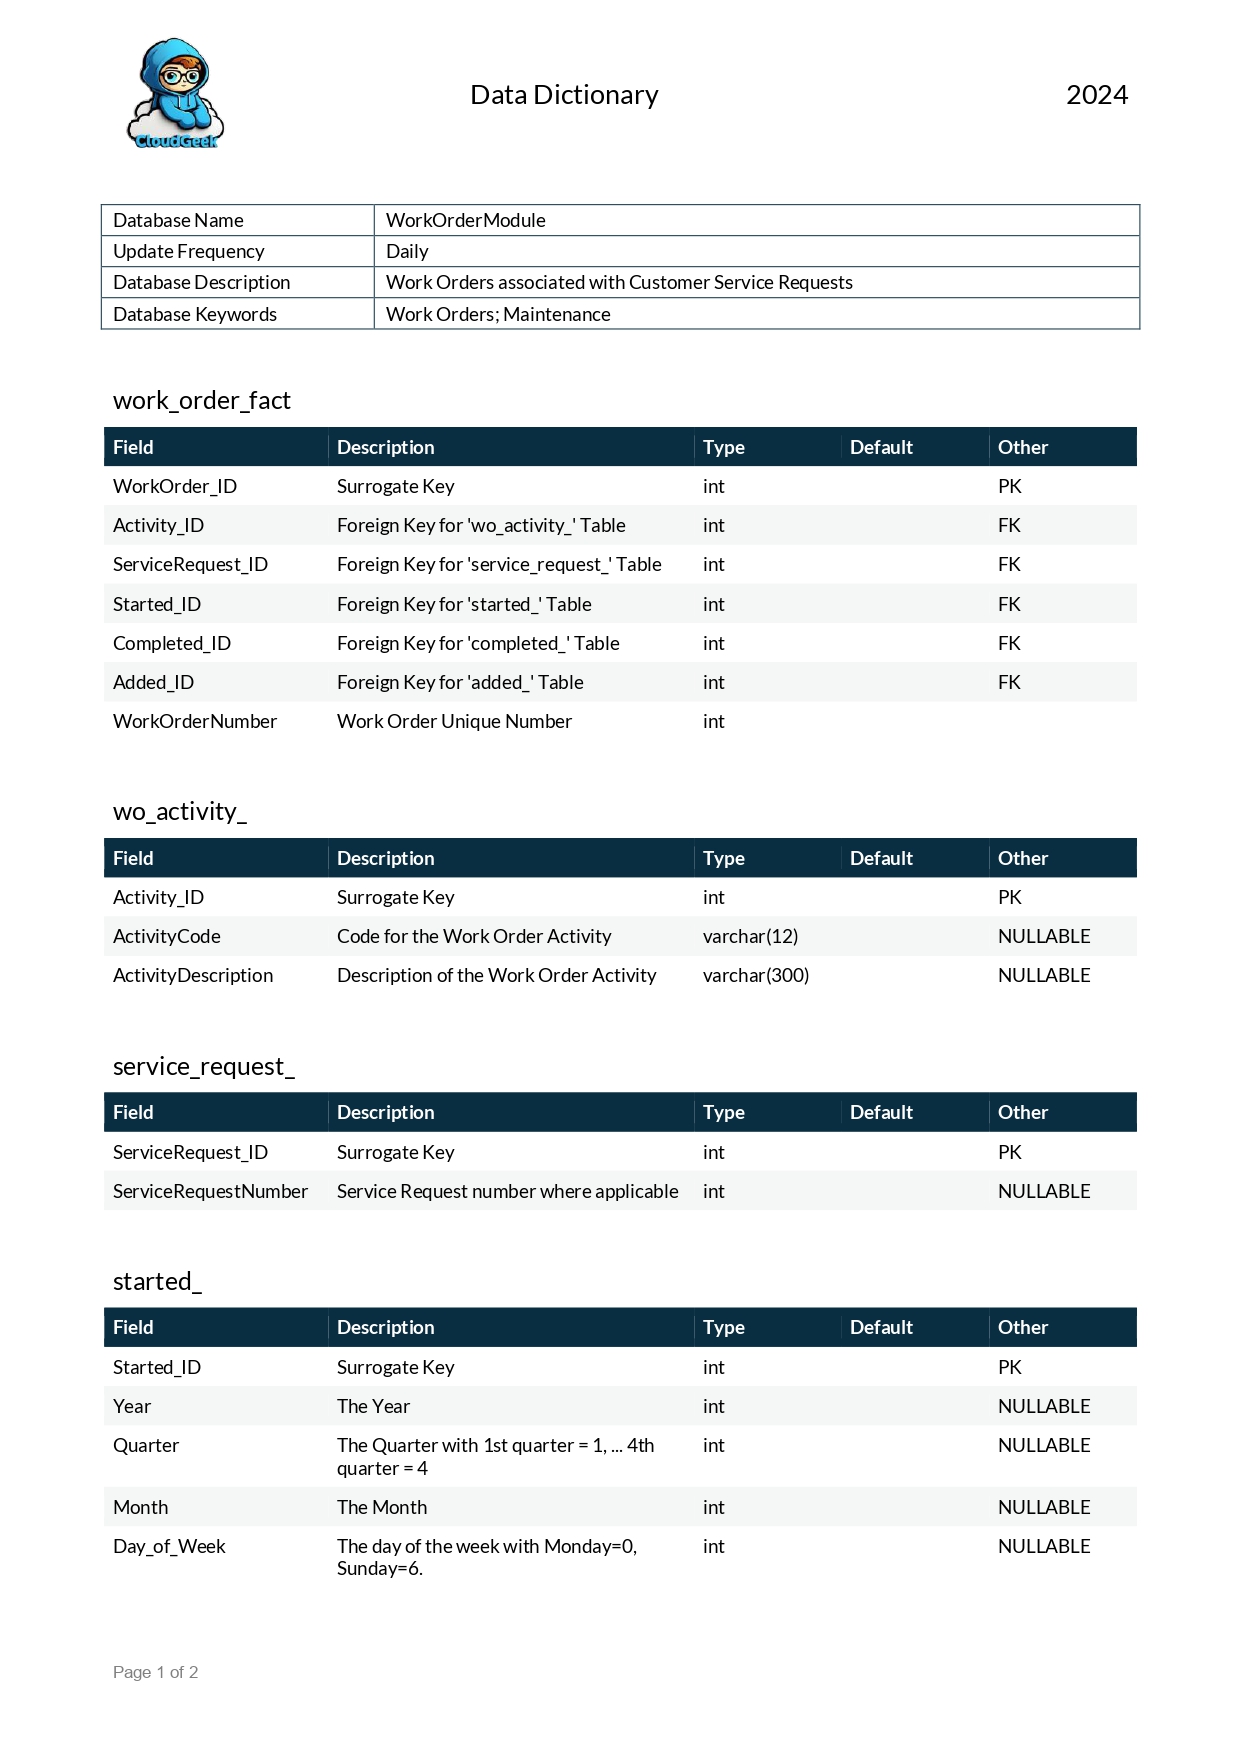 CloudGeek
Data Dictionary
2024
Database Name WorkOrderModule
Update Frequency Daily
Database Description Work Orders associated with Customer Service Requests
Database Keywords Work Orders; Maintenance
work_order_fact
Field Description Type Default Other
WorkOrder_ID Surrogate Key int PK
Activity_ID Foreign Key for 'wo_activity_' Table int FK
ServiceRequest_ID Foreign Key for 'service_request_' Table int FK
Started_ID Foreign Key for 'started_' Table int FK
Completed_ID Foreign Key for 'completed_' Table int FK
Added_ID Foreign Key for 'added_' Table int FK
WorkOrderNumber Work Order Unique Number int
wo_activity_
Field Description Type Default Other
Activity_ID Surrogate Key int PK
ActivityCode Code for the Work Order Activity varchar(12) NULLABLE
ActivityDescription Description of the Work Order Activity varchar(300) NULLABLE
service_request_
Field Description Type Default Other
ServiceRequest_ID Surrogate Key int PK
ServiceRequestNumber Service Request number where applicable int NULLABLE
started_
Field Description Type Default Other
Started_ID Surrogate Key int PK
Year The Year int NULLABLE
Quarter The Quarter with 1st quarter = 1, ... 4th int NULLABLE
quarter = 4
Month The Month int NULLABLE
Day_of_Week The day of the week with Monday=0, int NULLABLE
Sunday=6.
Page 1 of 2